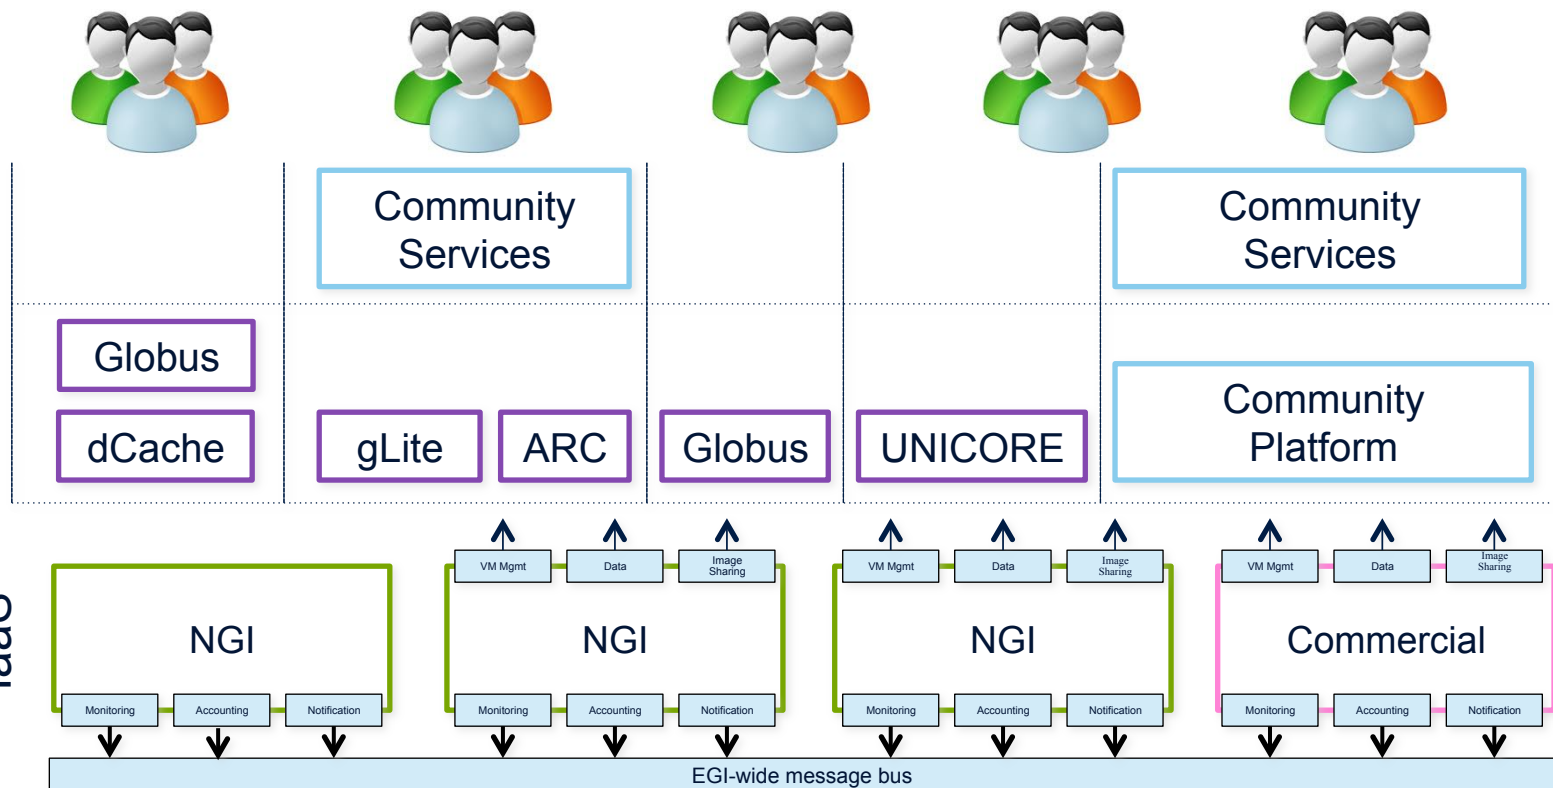 Community
Services
Community
Services
Globus
dCache
gLite
ARC
Globus
UNICORE
Community
Platform
VM Mgmt
Data
Image
Sharing
VM Mgmt
Data
Image
Sharing
VM Mgmt
Data
Image
Sharing
NGI
NGI
NGI
Commercial
Monitoring
Accounting
Notification
Monitoring
Accounting
Notification
Monitoring
Accounting
Notification
Monitoring
Accounting
Notification
EGI-wide message bus